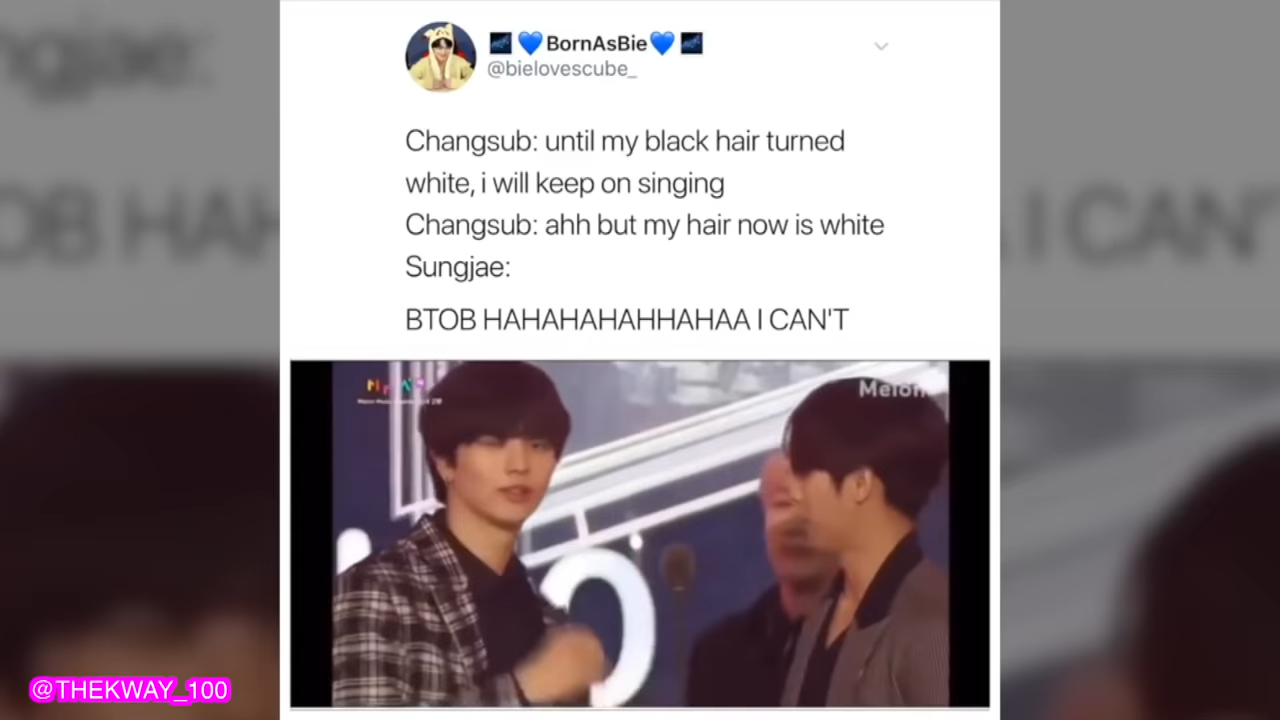 BornAsBie
@bielovescube_
Changsub: until my black hair turned
white, i will keep on singing
Changsub: ahh but my hair now is white
Sungjae:
BTOB HAHAHAHAHHAHAA I CAN'T
Melon
@THEKWAY_100